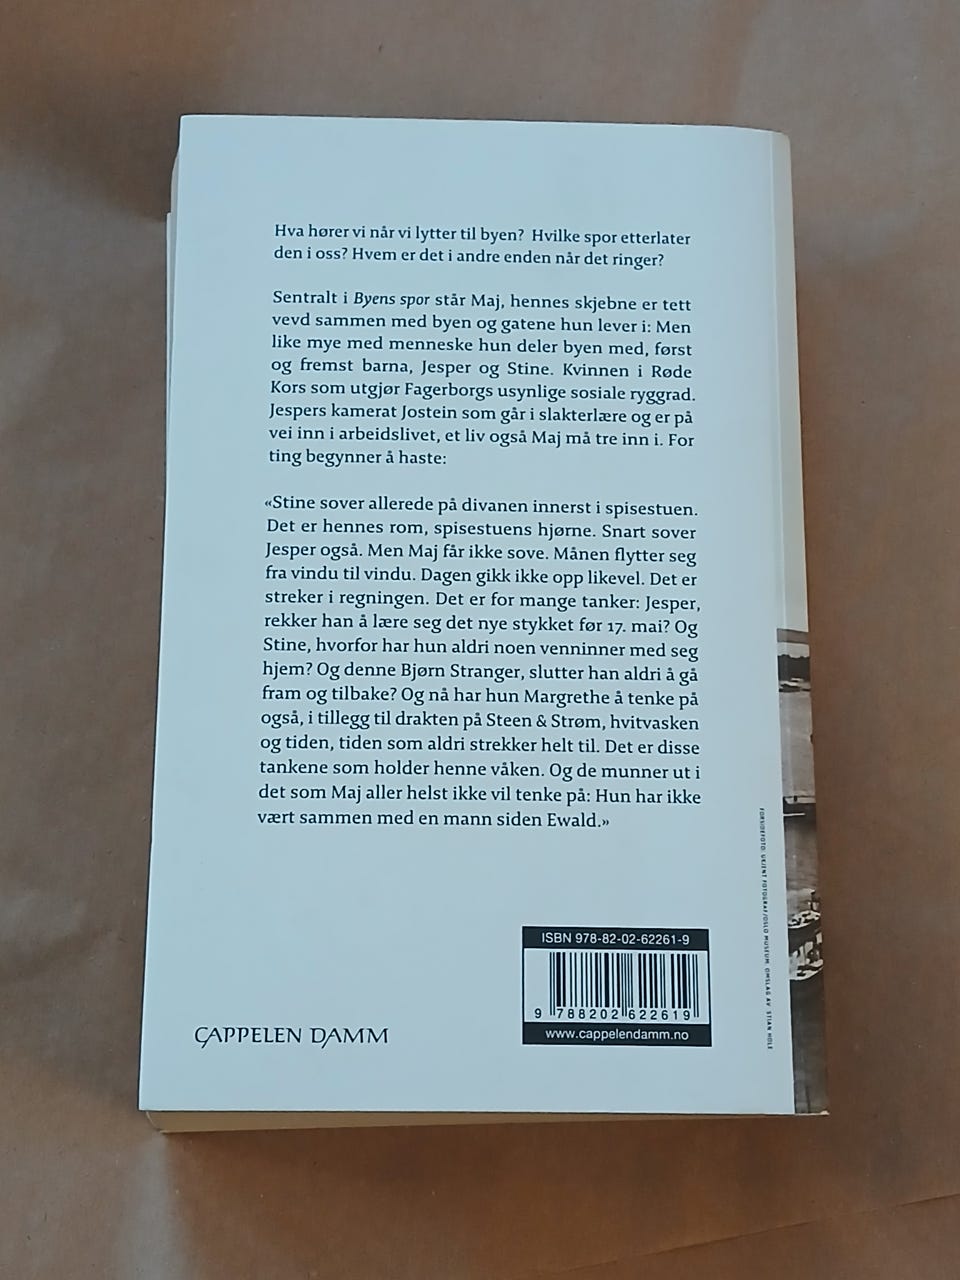 Hva hører vi når vi lytter til byen? Hvilke spor etterlater
den i oss? Hvem er det i andre enden når det ringer?
Sentralt i Byens spor står Maj, hennes skjebne er tett
vevd sammen med byen og gatene hun lever i: Men
like mye med menneske hun deler byen med, først
og fremst barna, Jesper og Stine. Kvinnen i Røde
Kors som utgjør Fagerborgs usynlige sosiale ryggrad.
Jespers kamerat Jostein som går i slakterlære og er på
vei inn i arbeidslivet, et liv også Maj må tre inn i. For
ting begynner å haste:
«Stine sover allerede på divanen innerst i spisestuen.
Det er hennes rom, spisestuens hjørne. Snart sover
Jesper også. Men Maj får ikke sove. Månen flytter seg
fra vindu til vindu. Dagen gikk ikke opp likevel. Det er
streker i regningen. Det er for mange tanker: Jesper,
rekker han å lære seg det nye stykket før 17. mai? Og
Stine, hvorfor har hun aldri noen venninner med seg
hjem? Og denne Bjørn Stranger, slutter han aldri å gå
fram og tilbake? Og nå har hun Margrethe å tenke på
også, i tillegg til drakten på Steen & Strøm, hvitvasken
og tiden, tiden som aldri strekker helt til. Det er disse
tankene som holder henne våken. Og de munner ut i
det som Maj aller helst ikke vil tenke på: Hun har ikke
vært sammen med en mann siden Ewald.»
FORSIDEFOTO: UKJENT FOTOGRAF/OSLO MUSEUM. OMSLAG AV STIAN HOLE
ISBN 978-82-02-62261-9
9 788202 622619
www.cappelendamm.no
CAPPELEN DAMM